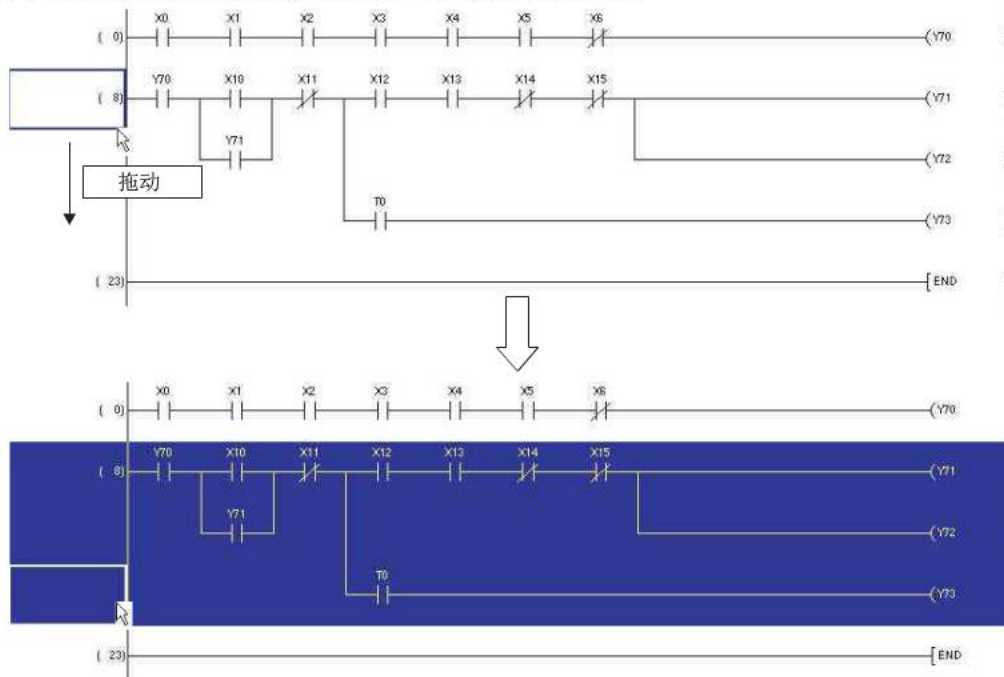 X0 X1 X2 X3 X4 X5 X6
( 0) (Y70
Y70 X10 X11 X12 X13 X14 X15
( 8) (Y71
Y71
(Y72
拖动
T0
(Y73
( 23) [END
X0 X1 X2 X3 X4 X5 X6
( 0) (Y70
Y70 X10 X11 X12 X13 X14 X15
( 8) (Y71
Y71
(Y72
T0
(Y73
( 23) [END